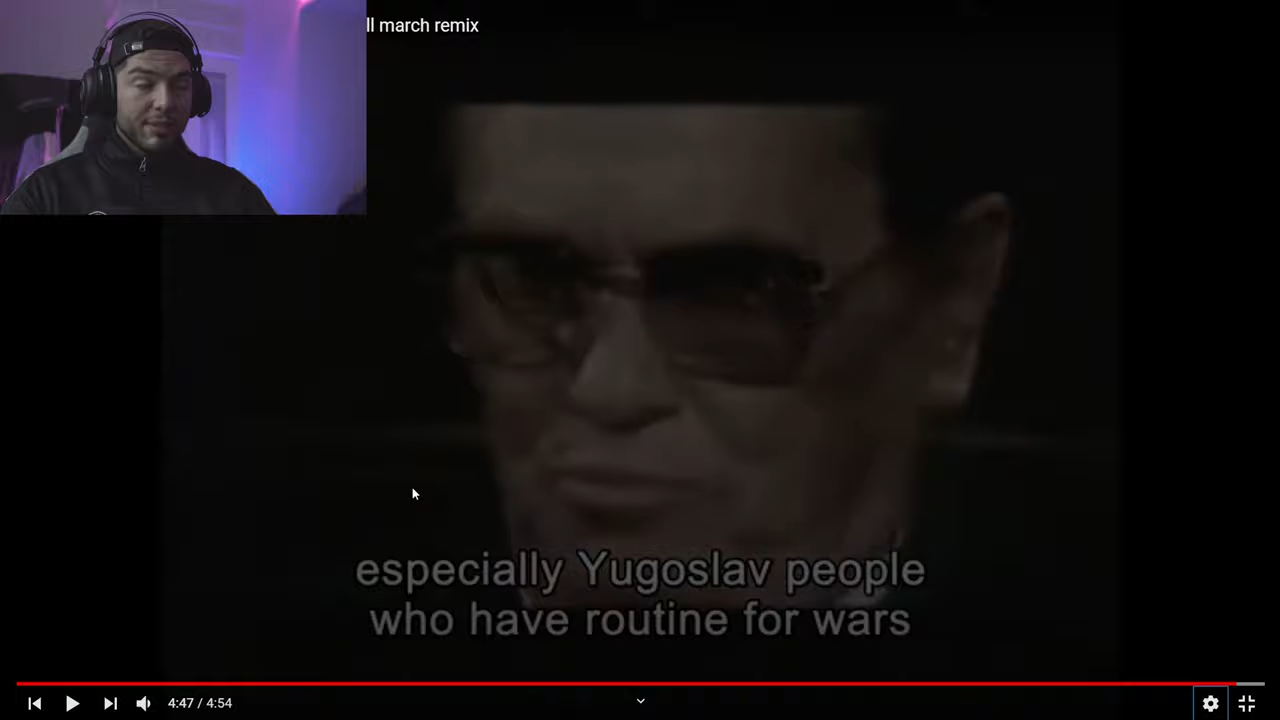 ll march remix
especially Yugoslav people
who have routine for wars
4:47 / 4:54